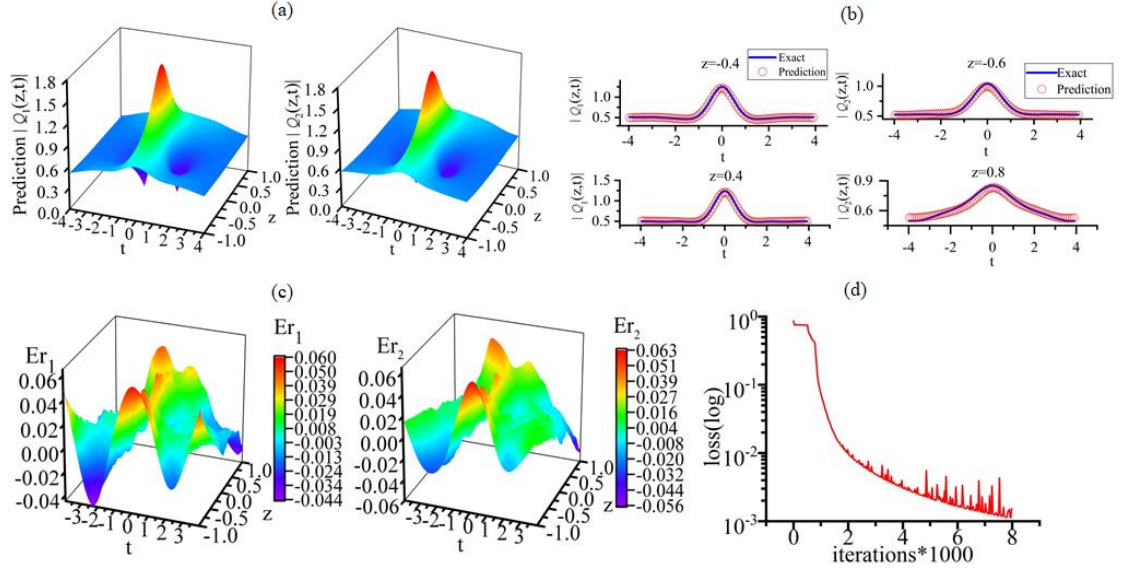 (a)
Prediction | Q₁(z,t)|
1.8
1.5
1.2
0.9
0.6
0.3
0.0
-4-3-2-1 0 1 2 3 4
t
-1.0
-0.5
0.0
0.5
1.0
z
Prediction | Q₂(z,t)|
1.8
1.5
1.2
0.9
0.6
0.3
0.0
-4-3-2-1 0 1 2 3 4
t
-1.0
-0.5
0.0
0.5
1.0
z
(b)
z=-0.4
Exact
Prediction
| Q₁(z,t)|
1.0
0.5
-4 -2 0 2 4
t
z=-0.6
Exact
Prediction
| Q₂(z,t)|
1.0
0.5
-4 -2 0 2 4
t
z=0.4
| Q₁(z,t)|
1.5
1.0
0.5
-4 -2 0 2 4
t
z=0.8
| Q₂(z,t)|
0.9
0.6
-4 -2 0 2 4
t
(c)
Er₁
0.06
0.04
0.02
0.00
-0.02
-0.04
-3-2-1 0 1 2 3
t
-1.0
-0.5
0.0
0.5
1.0
z
Er₁
0.060
0.050
0.039
0.029
0.019
0.008
-0.003
-0.013
-0.024
-0.034
-0.044
Er₂
0.06
0.04
0.02
0.00
-0.02
-0.04
-0.06
-3-2-1 0 1 2 3
t
-1.0
-0.5
0.0
0.5
1.0
z
Er₂
0.063
0.051
0.039
0.027
0.016
0.004
-0.008
-0.020
-0.032
-0.044
-0.056
(d)
loss(log)
10⁰
10⁻¹
10⁻²
10⁻³
0 2 4 6 8
iterations*1000